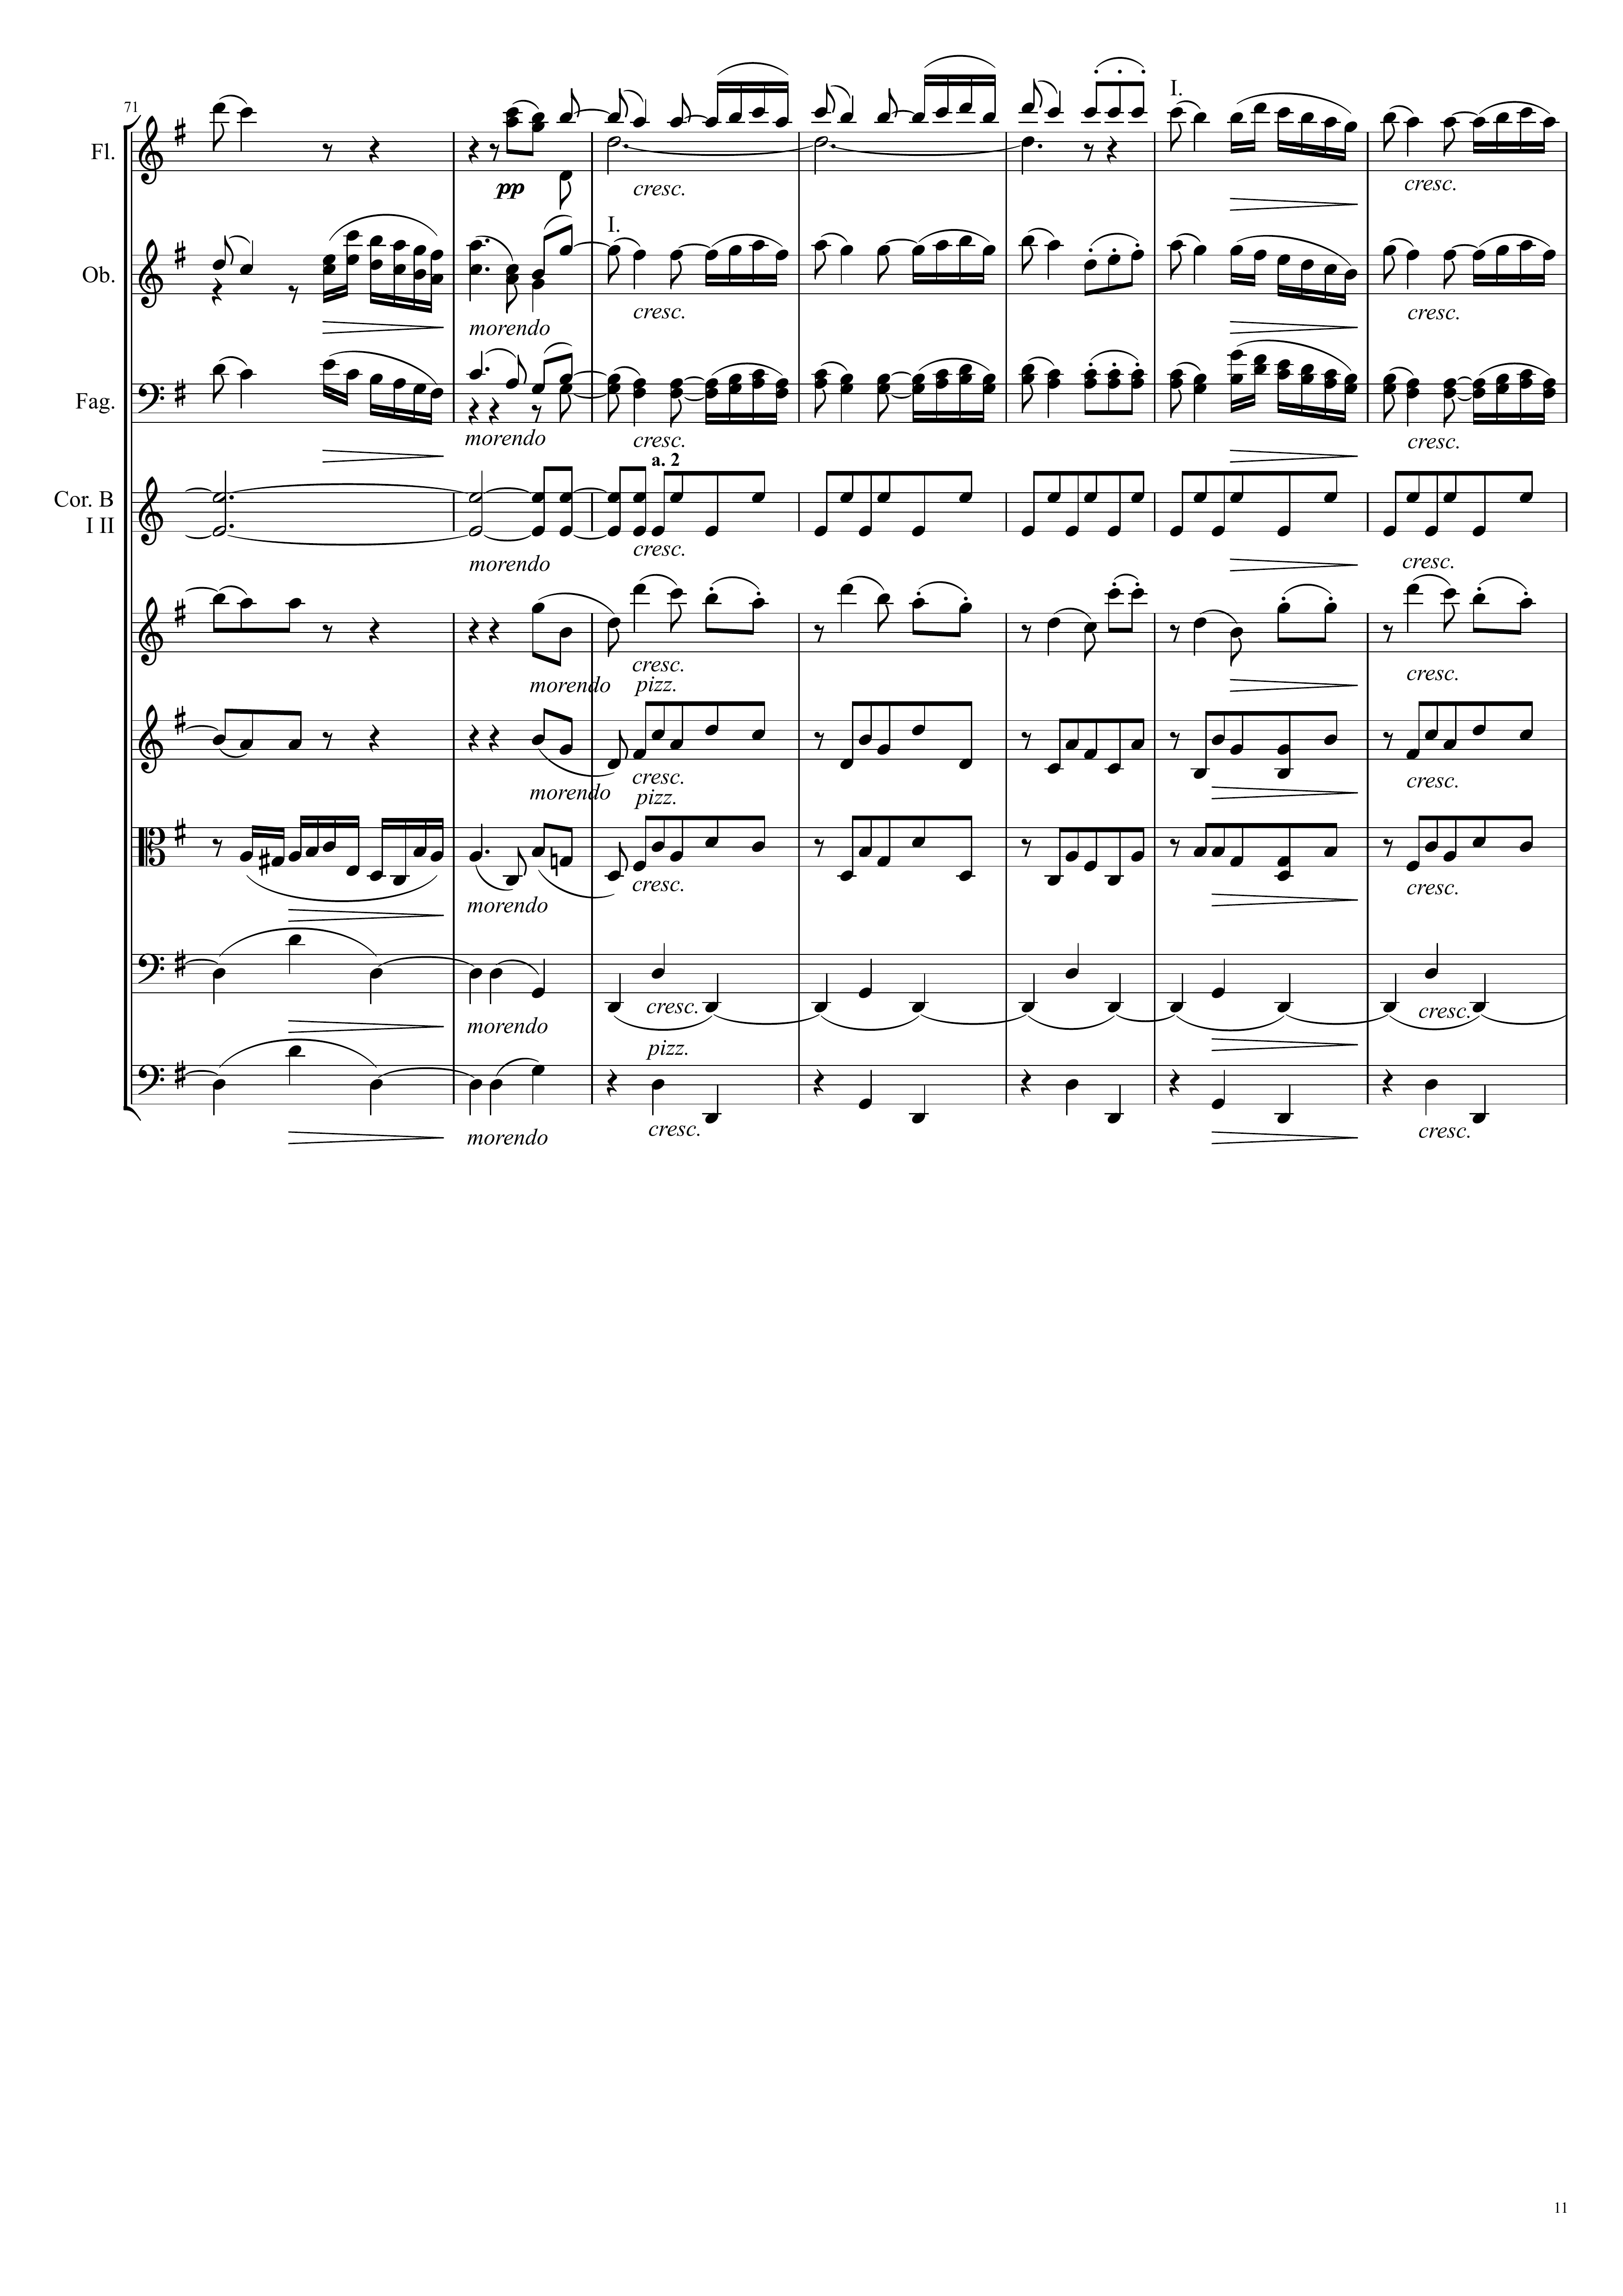 71
I.
Fl.
pp
cresc.
cresc.
I.
Ob.
morendo
cresc.
cresc.
Fag.
morendo
cresc.
cresc.
a. 2
Cor. B
I II
morendo
cresc.
cresc.
morendo
cresc.
cresc.
pizz.
morendo
cresc.
cresc.
pizz.
morendo
cresc.
cresc.
morendo
cresc.
cresc.
pizz.
morendo
cresc.
cresc.
11